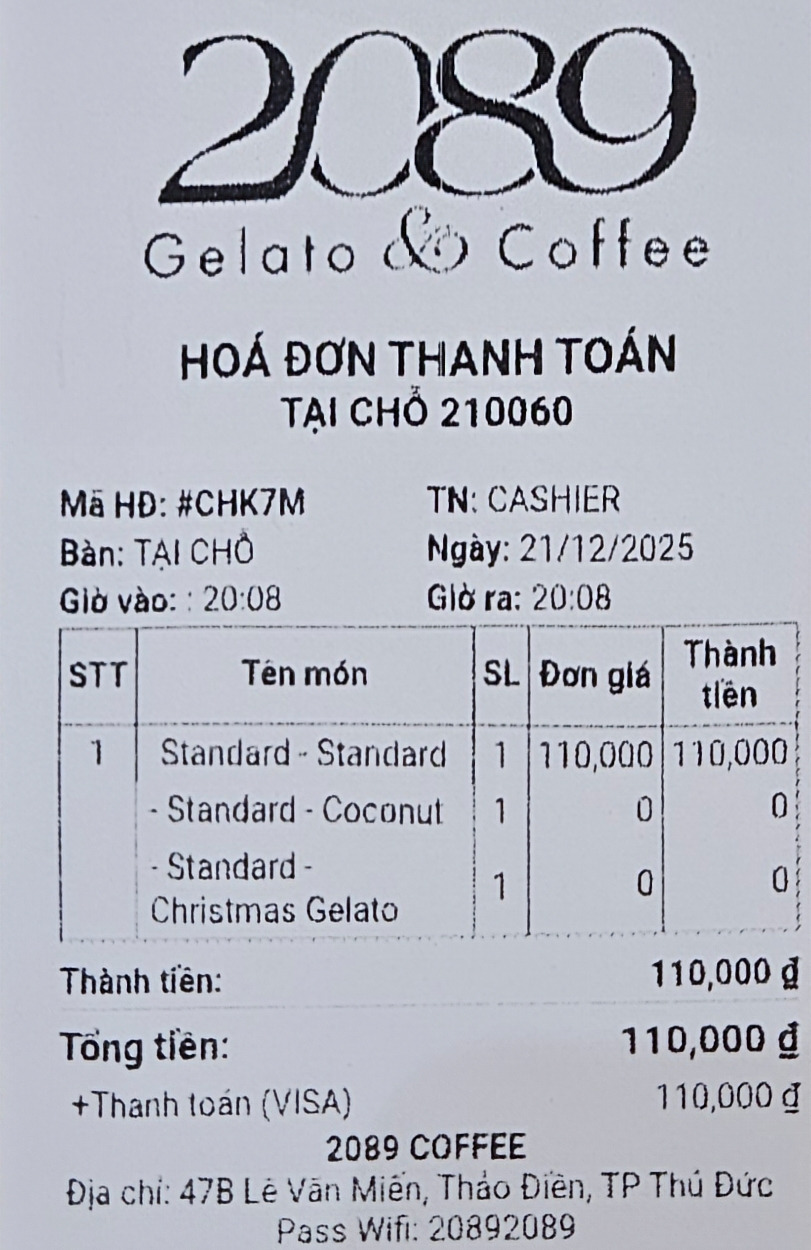 2089
Gelato & Coffee
HOÁ ĐƠN THANH TOÁN
TẠI CHỖ 210060
Mã HĐ: #CHK7M TN: CASHIER
Bàn: TẠI CHỖ Ngày: 21/12/2025
Giờ vào: : 20:08 Giờ ra: 20:08
STT Tên món SL Đơn giá Thành tiền
1 Standard - Standard 1 110,000 110,000
- Standard - Coconut 1 0 0
- Standard -
Christmas Gelato 1 0 0
Thành tiền: 110,000 ₫
Tổng tiền: 110,000 ₫
+Thanh toán (VISA) 110,000 ₫
2089 COFFEE
Địa chỉ: 47B Lê Văn Miến, Thảo Điền, TP Thủ Đức
Pass Wifi: 20892089